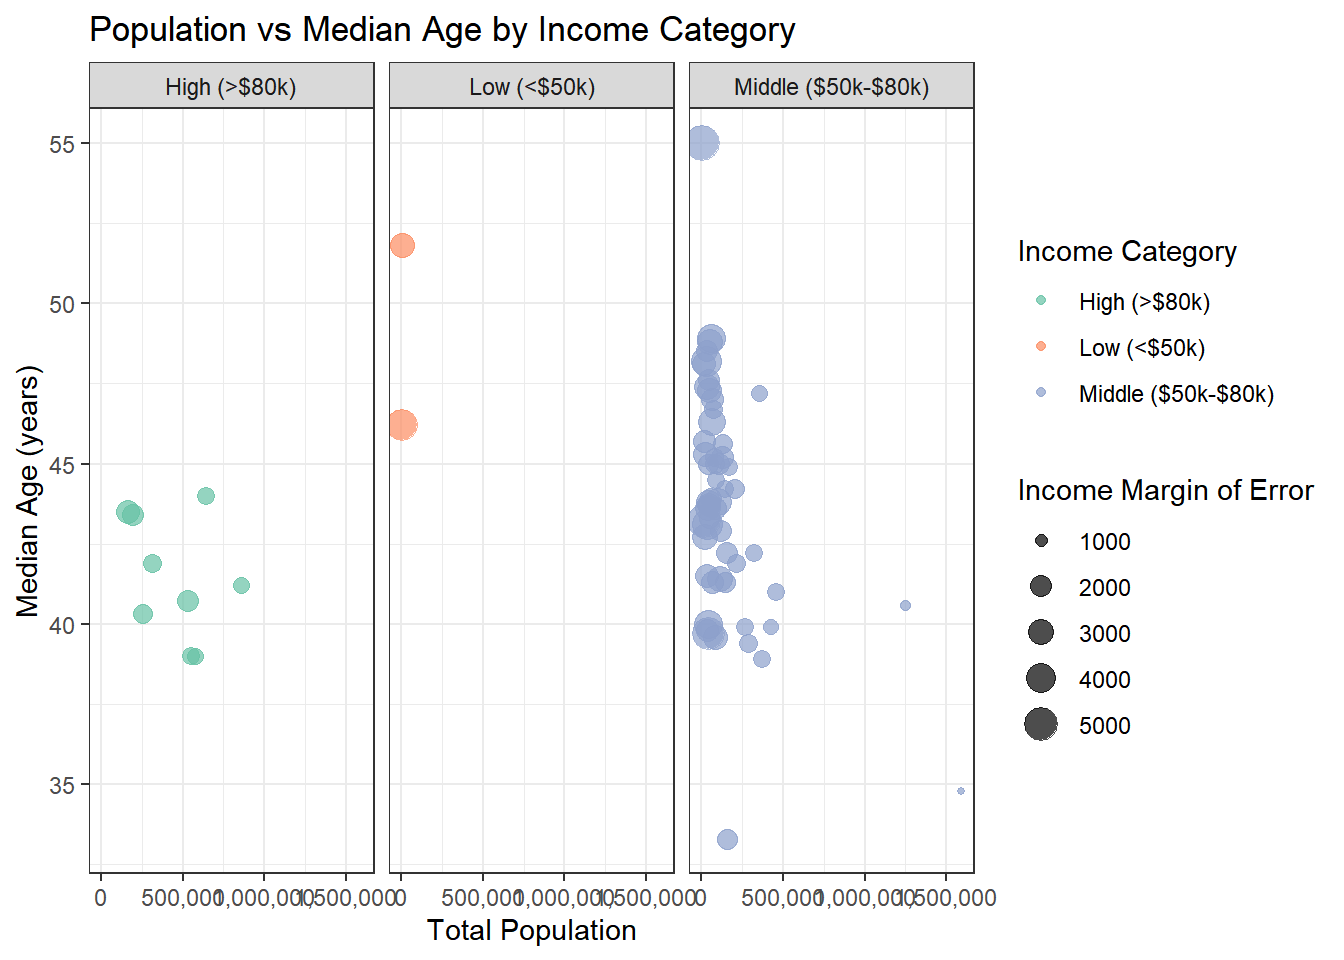 Population vs Median Age by Income Category
High (>$80k)
Low (<$50k)
Middle ($50k-$80k)
55
50
45
40
35
Median Age (years)
0
500,000
1,000,000
1,500,000
0
500,000
1,000,000
1,500,000
0
500,000
1,000,000
1,500,000
Total Population
Income Category
High (>$80k)
Low (<$50k)
Middle ($50k-$80k)
Income Margin of Error
1000
2000
3000
4000
5000